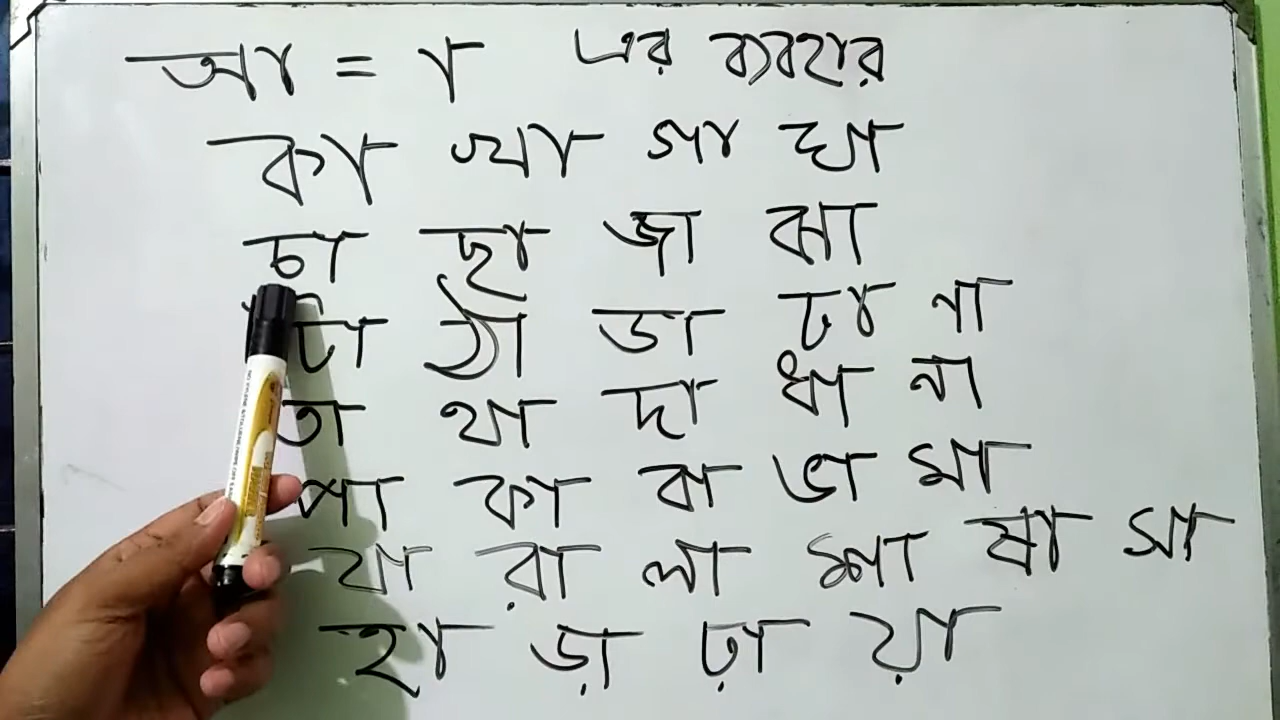 আ = া এর ব্যবহার
কা খা গা ঘা
চা ছা জা ঝা
টা ঠা ডা ঢা ণা
তা থা দা ধা না
পা ফা বা ভা মা
যা রা লা শা ষা সা
হা ড়া ঢ়া য়া